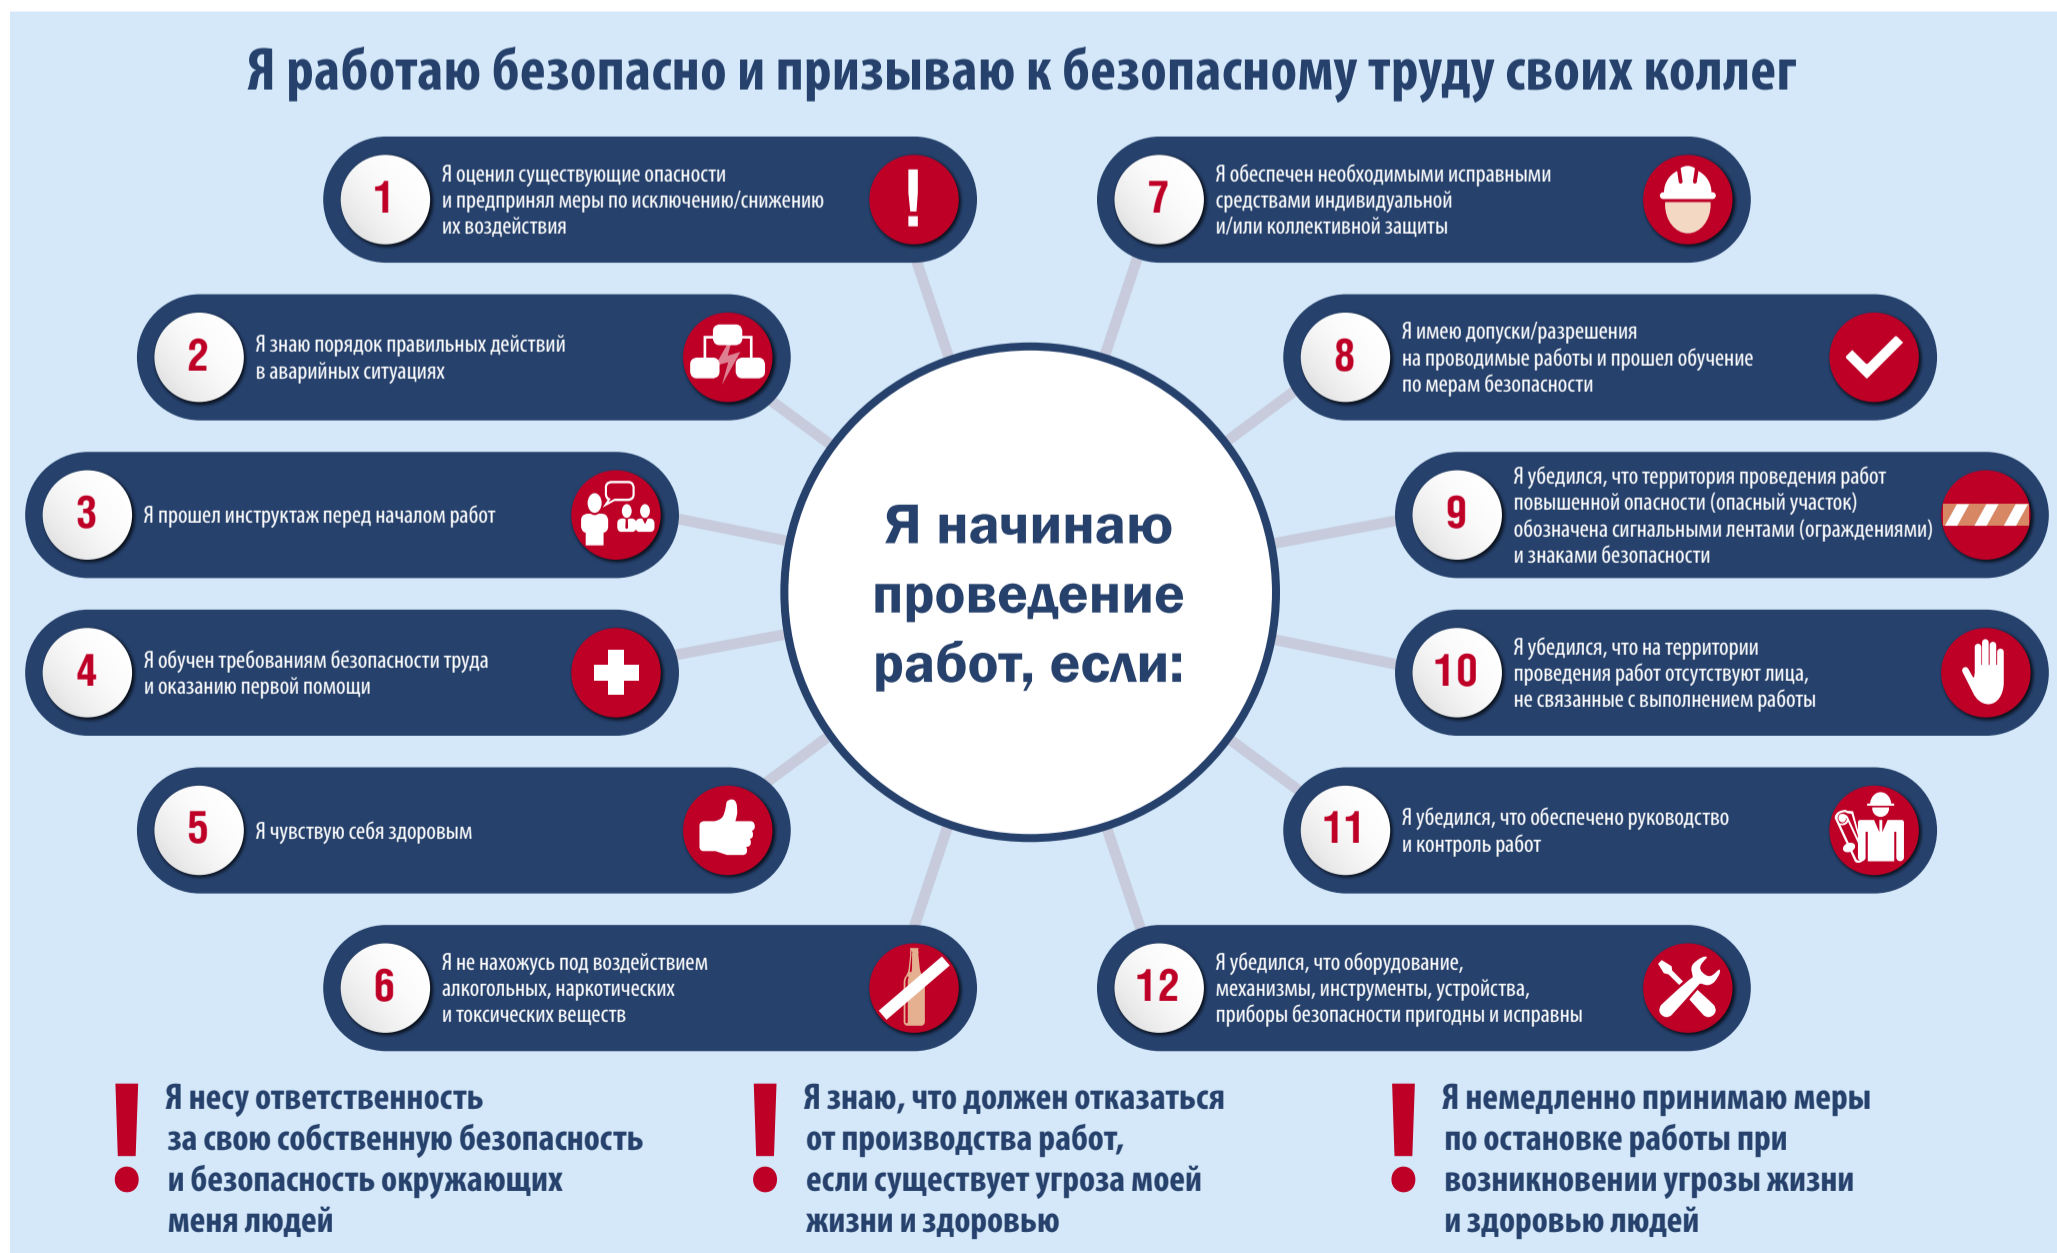 Я работаю безопасно и призываю к безопасному труду своих коллег
1
Я оценил существующие опасности
и предпринял меры по исключению/снижению
их воздействия
2
Я знаю порядок правильных действий
в аварийных ситуациях
3
Я прошел инструктаж перед началом работ
4
Я обучен требованиям безопасности труда
и оказанию первой помощи
5
Я чувствую себя здоровым
6
Я не нахожусь под воздействием
алкогольных, наркотических
и токсических веществ
Я начинаю
проведение
работ, если:
7
Я обеспечен необходимыми исправными
средствами индивидуальной
и/или коллективной защиты
8
Я имею допуски/разрешения
на проводимые работы и прошел обучение
по мерам безопасности
9
Я убедился, что территория проведения работ
повышенной опасности (опасный участок)
обозначена сигнальными лентами (ограждениями)
и знаками безопасности
10
Я убедился, что на территории
проведения работ отсутствуют лица,
не связанные с выполнением работы
11
Я убедился, что обеспечено руководство
и контроль работ
12
Я убедился, что оборудование,
механизмы, инструменты, устройства,
приборы безопасности пригодны и исправны
Я несу ответственность
за свою собственную безопасность
и безопасность окружающих
меня людей
Я знаю, что должен отказаться
от производства работ,
если существует угроза моей
жизни и здоровью
Я немедленно принимаю меры
по остановке работы при
возникновении угрозы жизни
и здоровью людей